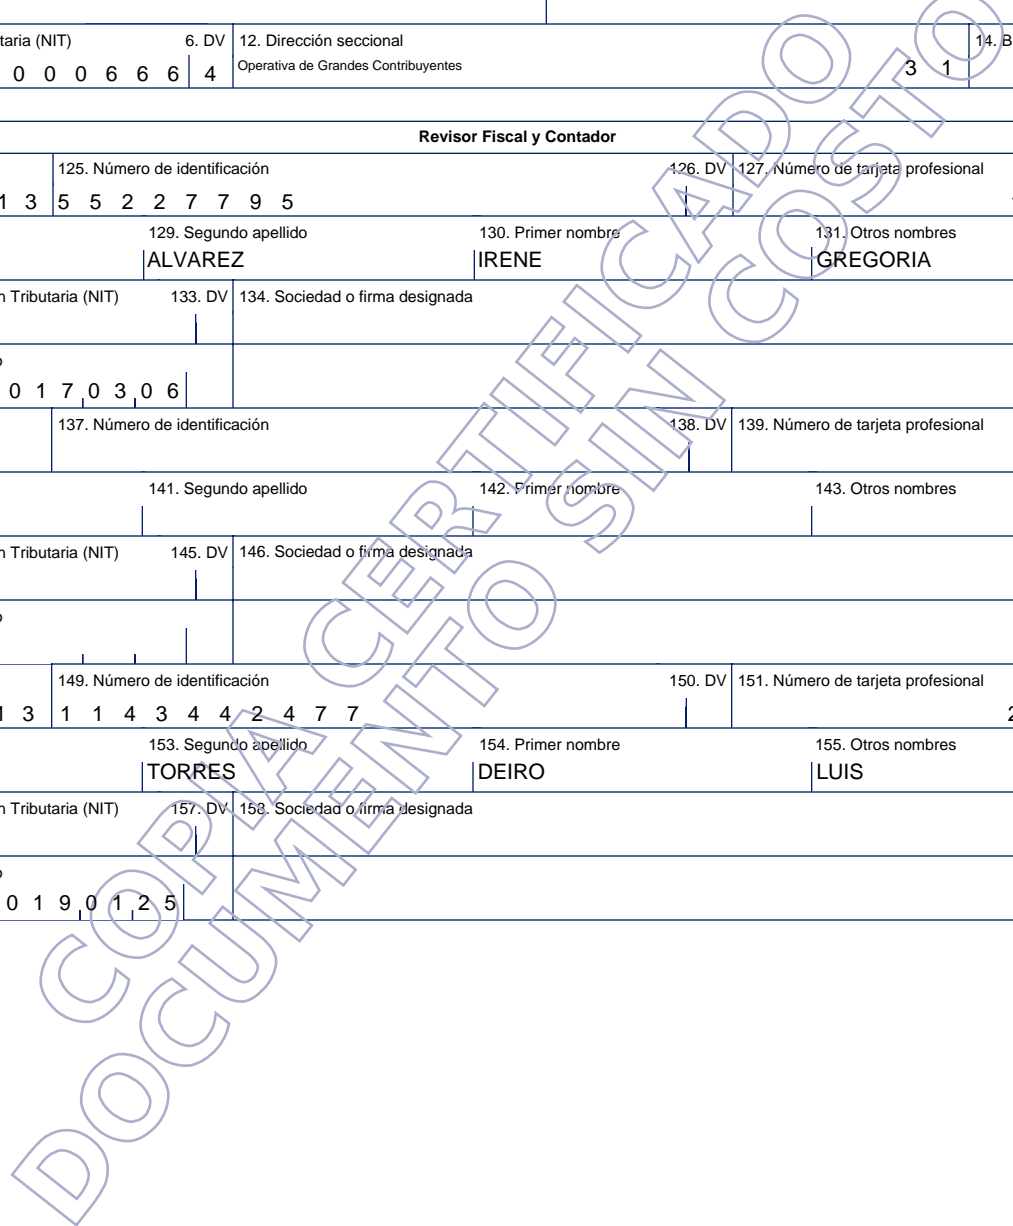 taria (NIT) 6. DV 12. Dirección seccional 14. B
0 0 0 6 6 6 4 Operativa de Grandes Contribuyentes 3 1
Revisor Fiscal y Contador
125. Número de identificación 126. DV 127. Número de tarjeta profesional
1 3 5 5 2 2 7 7 9 5
129. Segundo apellido 130. Primer nombre 131. Otros nombres
ALVAREZ IRENE GREGORIA
n Tributaria (NIT) 133. DV 134. Sociedad o firma designada
0 1 7 0 3 0 6
137. Número de identificación 138. DV 139. Número de tarjeta profesional
141. Segundo apellido 142. Primer nombre 143. Otros nombres
n Tributaria (NIT) 145. DV 146. Sociedad o firma designada
149. Número de identificación 150. DV 151. Número de tarjeta profesional
1 3 1 1 4 3 4 4 2 4 7 7 2
153. Segundo apellido 154. Primer nombre 155. Otros nombres
TORRES DEIRO LUIS
n Tributaria (NIT) 157. DV 158. Sociedad o firma designada
0 1 9 0 1 2 5
COPIA CERTIFICADO
DOCUMENTO SIN COSTO